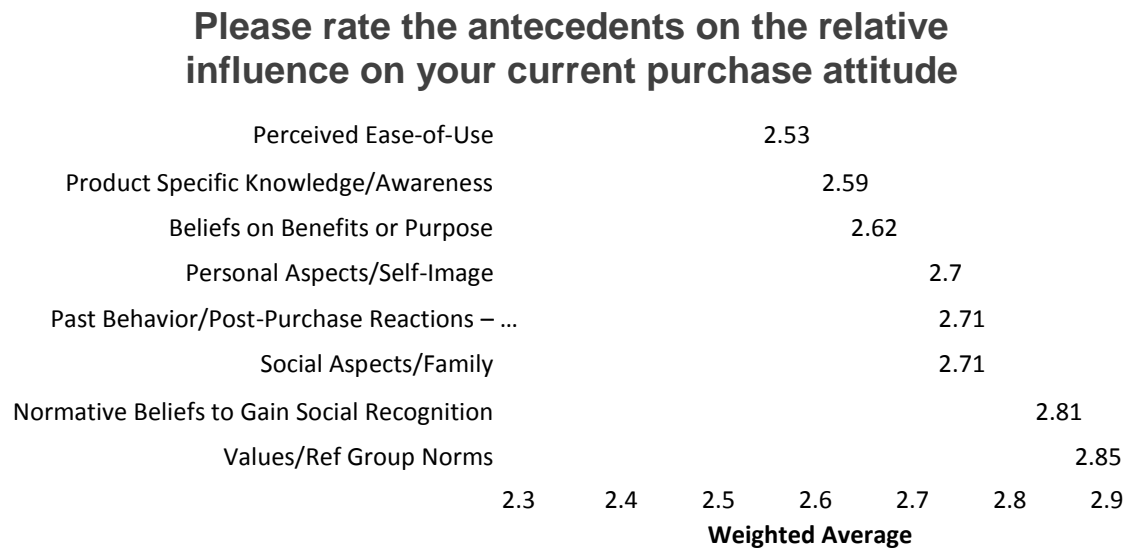 Please rate the antecedents on the relative
influence on your current purchase attitude
Perceived Ease-of-Use 2.53
Product Specific Knowledge/Awareness 2.59
Beliefs on Benefits or Purpose 2.62
Personal Aspects/Self-Image 2.7
Past Behavior/Post-Purchase Reactions – … 2.71
Social Aspects/Family 2.71
Normative Beliefs to Gain Social Recognition 2.81
Values/Ref Group Norms 2.85
2.3 2.4 2.5 2.6 2.7 2.8 2.9
Weighted Average